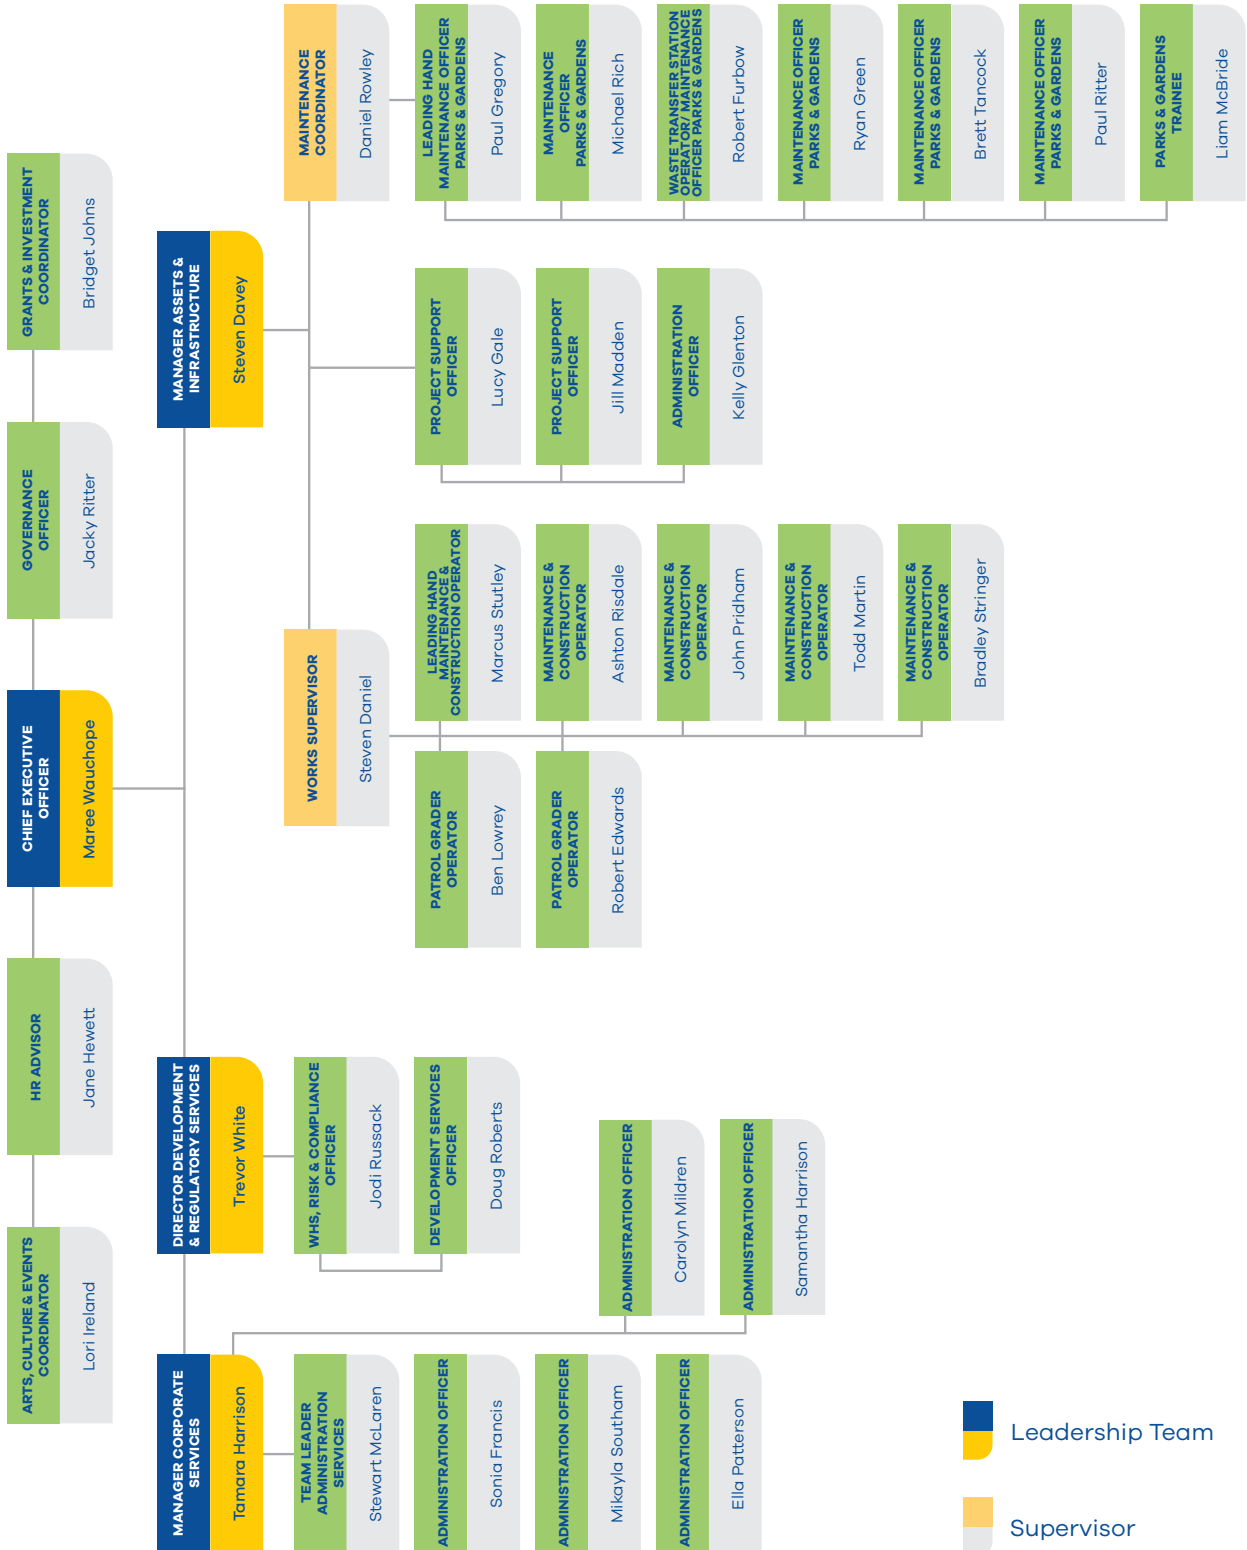 ARTS, CULTURE & EVENTS
COORDINATOR
Lori Ireland
HR ADVISOR
Jane Hewett
CHIEF EXECUTIVE
OFFICER
Maree Wauchope
GOVERNANCE
OFFICER
Jacky Ritter
GRANTS & INVESTMENT
COORDINATOR
Bridget Johns
MANAGER CORPORATE
SERVICES
Tamara Harrison
DIRECTOR DEVELOPMENT
& REGULATORY SERVICES
Trevor White
MANAGER ASSETS &
INFRASTRUCTURE
Steven Davey
TEAM LEADER
ADMINISTRATION
SERVICES
Stewart McLaren
ADMINISTRATION OFFICER
Sonia Francis
ADMINISTRATION OFFICER
Mikayla Southam
ADMINISTRATION OFFICER
Ella Patterson
ADMINISTRATION OFFICER
Carolyn Mildren
ADMINISTRATION OFFICER
Samantha Harrison
WHS, RISK & COMPLIANCE
OFFICER
Jodi Russack
DEVELOPMENT SERVICES
OFFICER
Doug Roberts
WORKS SUPERVISOR
Steven Daniel
PATROL GRADER
OPERATOR
Ben Lowrey
PATROL GRADER
OPERATOR
Robert Edwards
LEADING HAND
MAINTENANCE &
CONSTRUCTION OPERATOR
Marcus Stutley
MAINTENANCE &
CONSTRUCTION
OPERATOR
Ashton Risdale
MAINTENANCE &
CONSTRUCTION
OPERATOR
John Pridham
MAINTENANCE &
CONSTRUCTION
OPERATOR
Todd Martin
MAINTENANCE &
CONSTRUCTION
OPERATOR
Bradley Stringer
PROJECT SUPPORT
OFFICER
Lucy Gale
PROJECT SUPPORT
OFFICER
Jill Madden
ADMINISTRATION
OFFICER
Kelly Glenton
MAINTENANCE
COORDINATOR
Daniel Rowley
LEADING HAND
MAINTENANCE OFFICER
PARKS & GARDENS
Paul Gregory
MAINTENANCE
OFFICER
PARKS & GARDENS
Michael Rich
WASTE TRANSFER STATION
OPERATOR/ MAINTENANCE
OFFICER PARKS & GARDENS
Robert Furbow
MAINTENANCE OFFICER
PARKS & GARDENS
Ryan Green
MAINTENANCE OFFICER
PARKS & GARDENS
Brett Tancock
MAINTENANCE OFFICER
PARKS & GARDENS
Paul Ritter
PARKS & GARDENS
TRAINEE
Liam McBride
Leadership Team
Supervisor